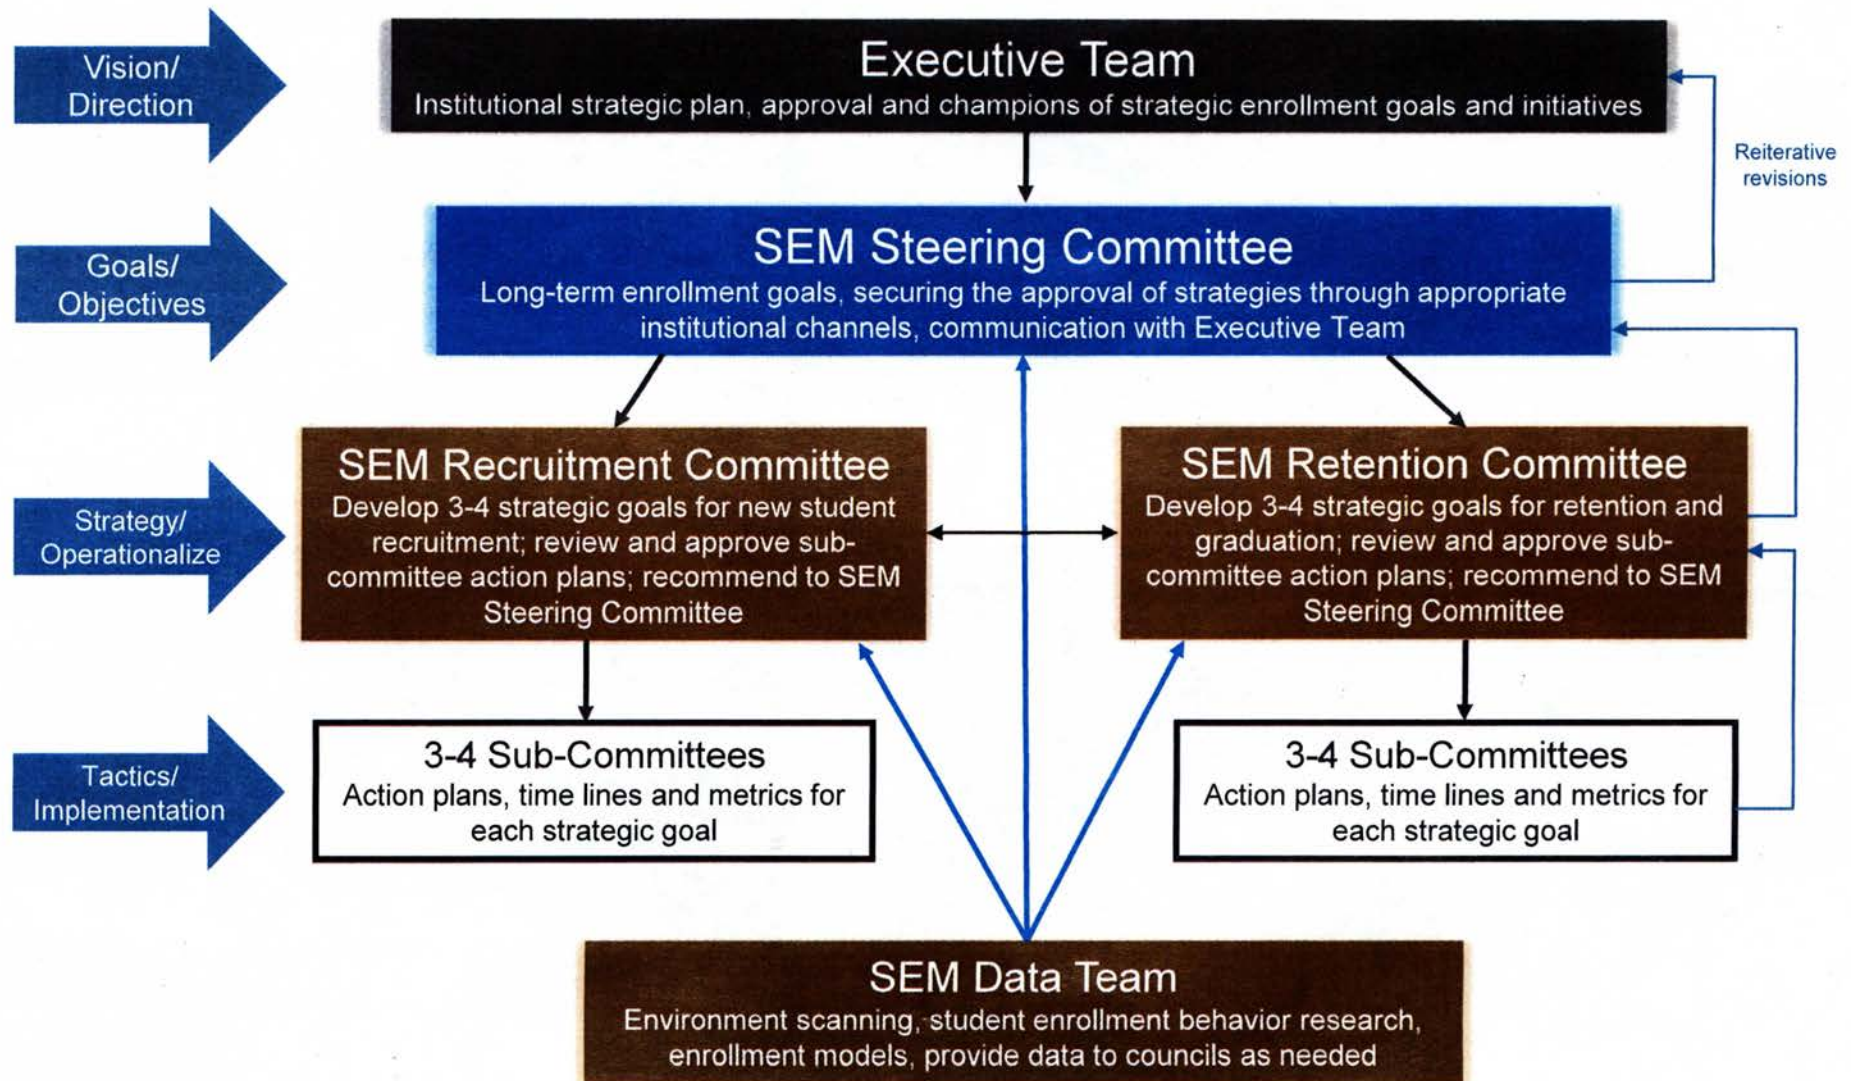 Vision/
Direction
Executive Team
Institutional strategic plan, approval and champions of strategic enrollment goals and initiatives
Reiterative
revisions
Goals/
Objectives
SEM Steering Committee
Long-term enrollment goals, securing the approval of strategies through appropriate
institutional channels, communication with Executive Team
Strategy/
Operationalize
SEM Recruitment Committee
Develop 3-4 strategic goals for new student
recruitment; review and approve sub-
committee action plans; recommend to SEM
Steering Committee
SEM Retention Committee
Develop 3-4 strategic goals for retention and
graduation; review and approve sub-
committee action plans; recommend to SEM
Steering Committee
Tactics/
Implementation
3-4 Sub-Committees
Action plans, time lines and metrics for
each strategic goal
3-4 Sub-Committees
Action plans, time lines and metrics for
each strategic goal
SEM Data Team
Environment scanning, student enrollment behavior research,
enrollment models, provide data to councils as needed